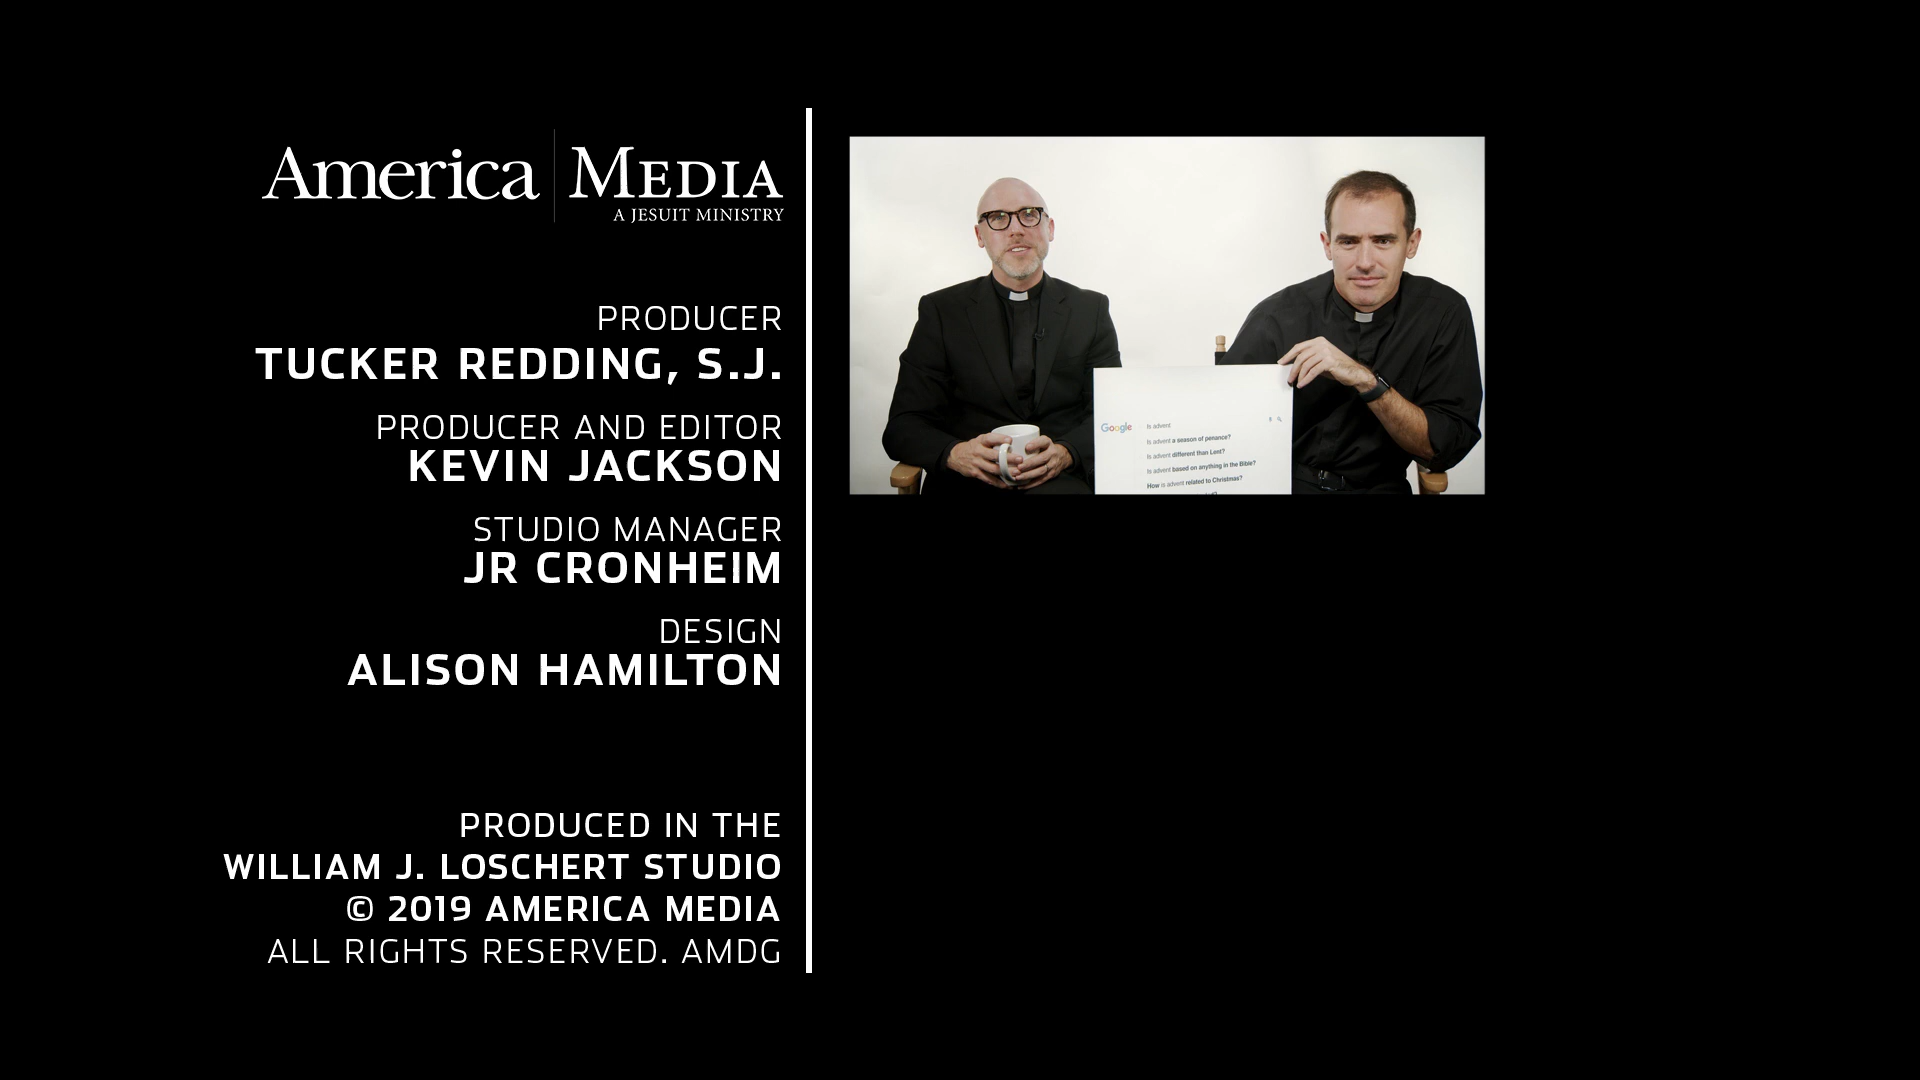 America MEDIA
A JESUIT MINISTRY
PRODUCER
TUCKER REDDING, S.J.
PRODUCER AND EDITOR
KEVIN JACKSON
STUDIO MANAGER
JR CRONHEIM
DESIGN
ALISON HAMILTON
PRODUCED IN THE
WILLIAM J. LOSCHERT STUDIO
© 2019 AMERICA MEDIA
ALL RIGHTS RESERVED. AMDG
Google
Is advent
Is advent a season of penance?
Is advent different than Lent?
Is advent based on anything in the Bible?
How is advent related to Christmas?